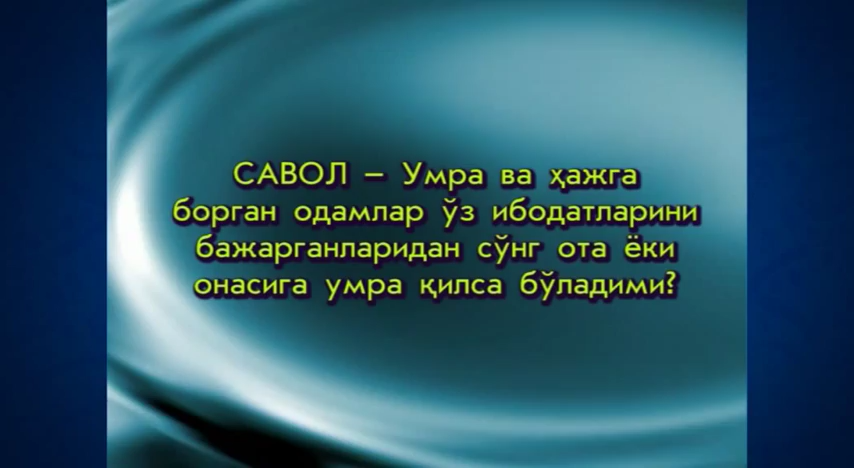 САВОЛ – Умра ва ҳажга
борган одамлар ўз ибодатларини
бажарганларидан сўнг ота ёки
онасига умра қилса бўладими?